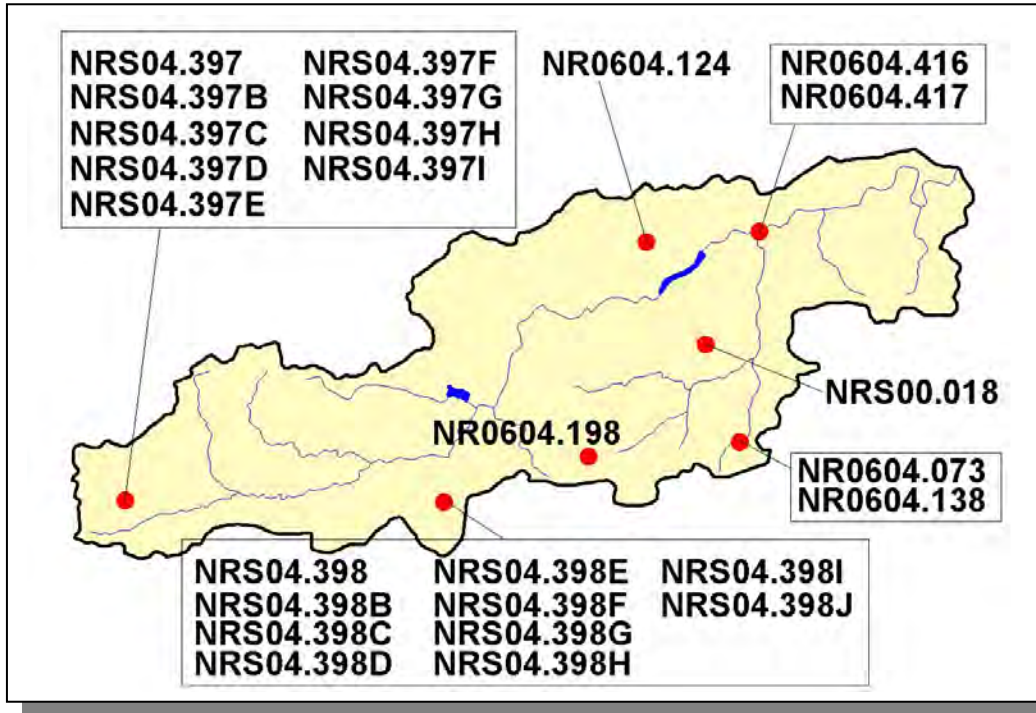 NRS04.397 NRS04.397F
NRS04.397B NRS04.397G
NRS04.397C NRS04.397H
NRS04.397D NRS04.397I
NRS04.397E
NR0604.124
NR0604.416
NR0604.417
NRS00.018
NR0604.198
NR0604.073
NR0604.138
NRS04.398 NRS04.398E NRS04.398I
NRS04.398B NRS04.398F NRS04.398J
NRS04.398C NRS04.398G
NRS04.398D NRS04.398H